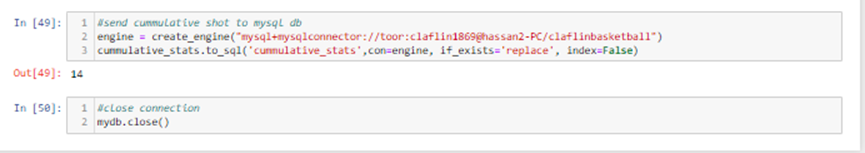 In [49]:
1 #send cummulative shot to mysql db
2 engine = create_engine("mysql+mysqlconnector://toor:claflin1869@hassan2-PC/claflinbasketball")
3 cummulative_stats.to_sql('cummulative_stats',con=engine, if_exists='replace', index=False)
Out[49]: 14
In [50]:
1 #close connection
2 mydb.close()